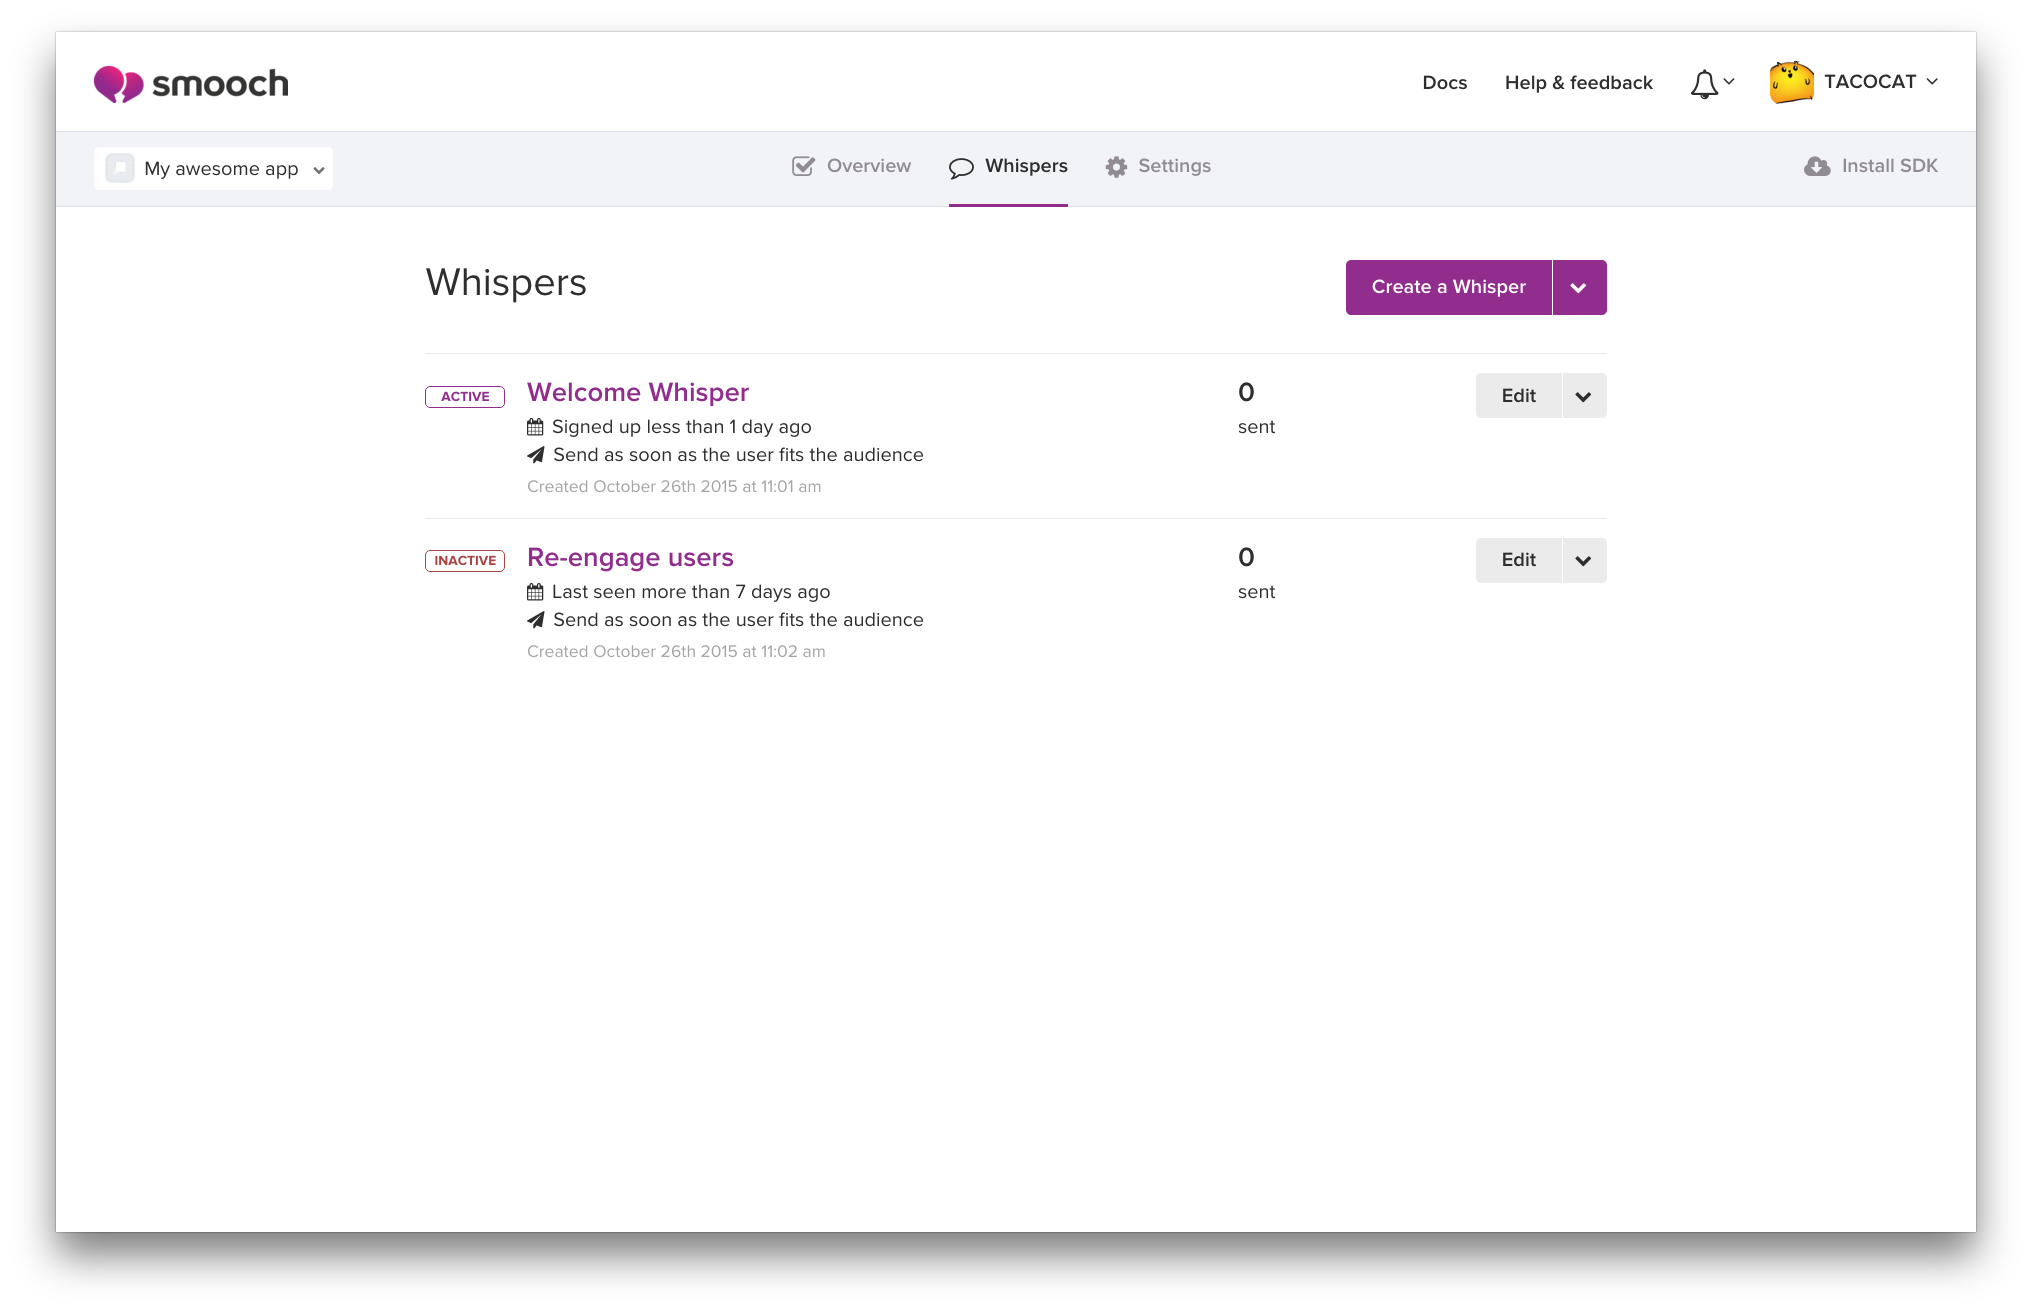 smooch
Docs Help & feedback TACOCAT
My awesome app Overview Whispers Settings Install SDK
Whispers Create a Whisper
ACTIVE Welcome Whisper 0 Edit
Signed up less than 1 day ago sent
Send as soon as the user fits the audience
Created October 26th 2015 at 11:01 am
INACTIVE Re-engage users 0 Edit
Last seen more than 7 days ago sent
Send as soon as the user fits the audience
Created October 26th 2015 at 11:02 am